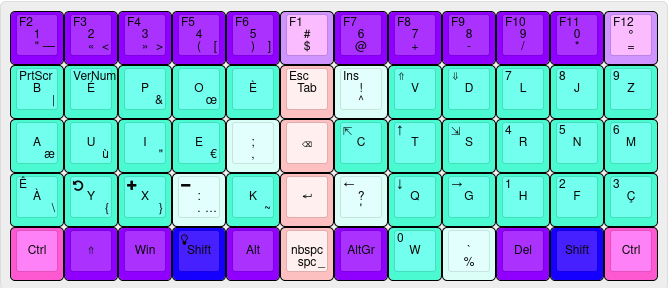 F2 F3 F4 F5 F6 F1 F7 F8 F9 F10 F11 F12
1 2 3 4 5 # 6 7 8 9 0 °
" — « < » > ( [ ) ] $ @ + - / * =
PrtScr VerNum Esc Ins ⇑ ⇓ 7 8 9
B É P O È Tab ! V D L J Z
| & œ ^
; ⇱ ↑ ⇲ 4 5 6
A U I E ⌫ C T S R N M
æ ù " € ,
Ê ← ↓ → 1 2 3
À Y X : K ↵ ? Q G H F Ç
\ { } . … ~ '
0 `
Ctrl ⇑ Win Shift Alt nbspc AltGr W Del Shift Ctrl
spc _ %